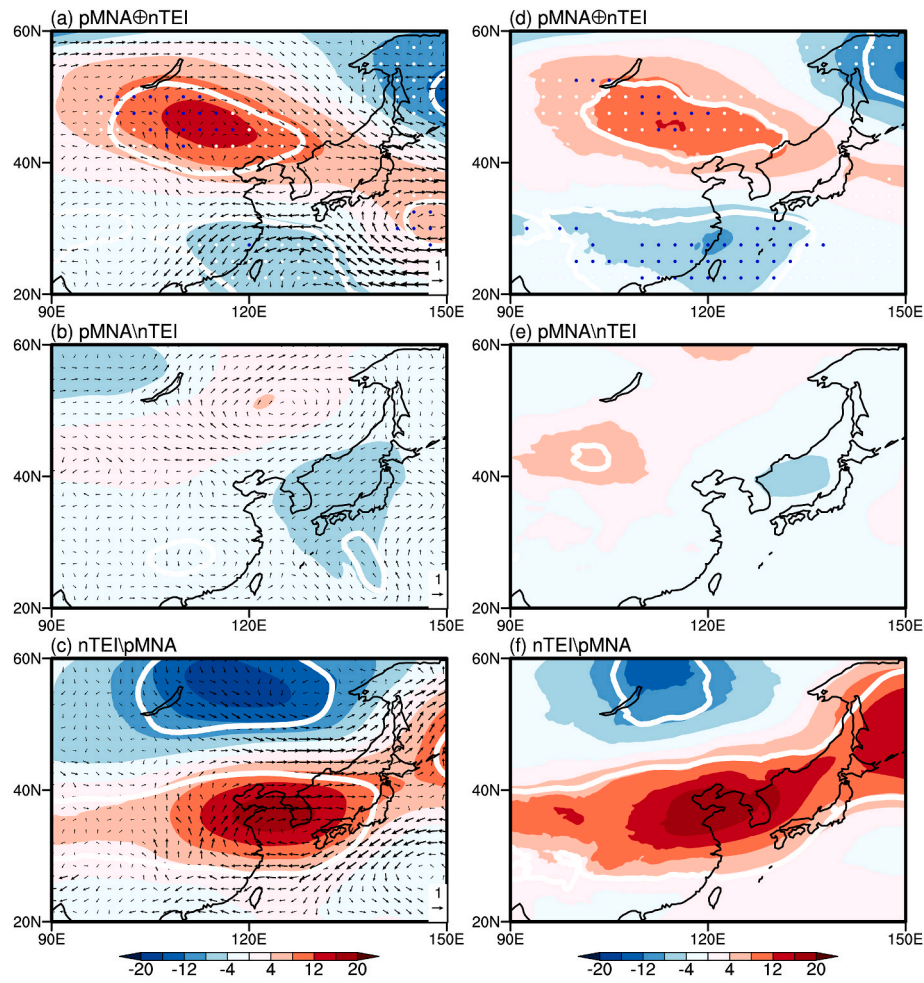 (a) pMNA⊕nTEI
60N
40N
20N
90E 120E 150E
1
(d) pMNA⊕nTEI
60N
40N
20N
90E 120E 150E
(b) pMNA\nTEI
60N
40N
20N
90E 120E 150E
1
(e) pMNA\nTEI
60N
40N
20N
90E 120E 150E
(c) nTEI\pMNA
60N
40N
20N
90E 120E 150E
1
(f) nTEI\pMNA
60N
40N
20N
90E 120E 150E
-20 -12 -4 4 12 20
-20 -12 -4 4 12 20